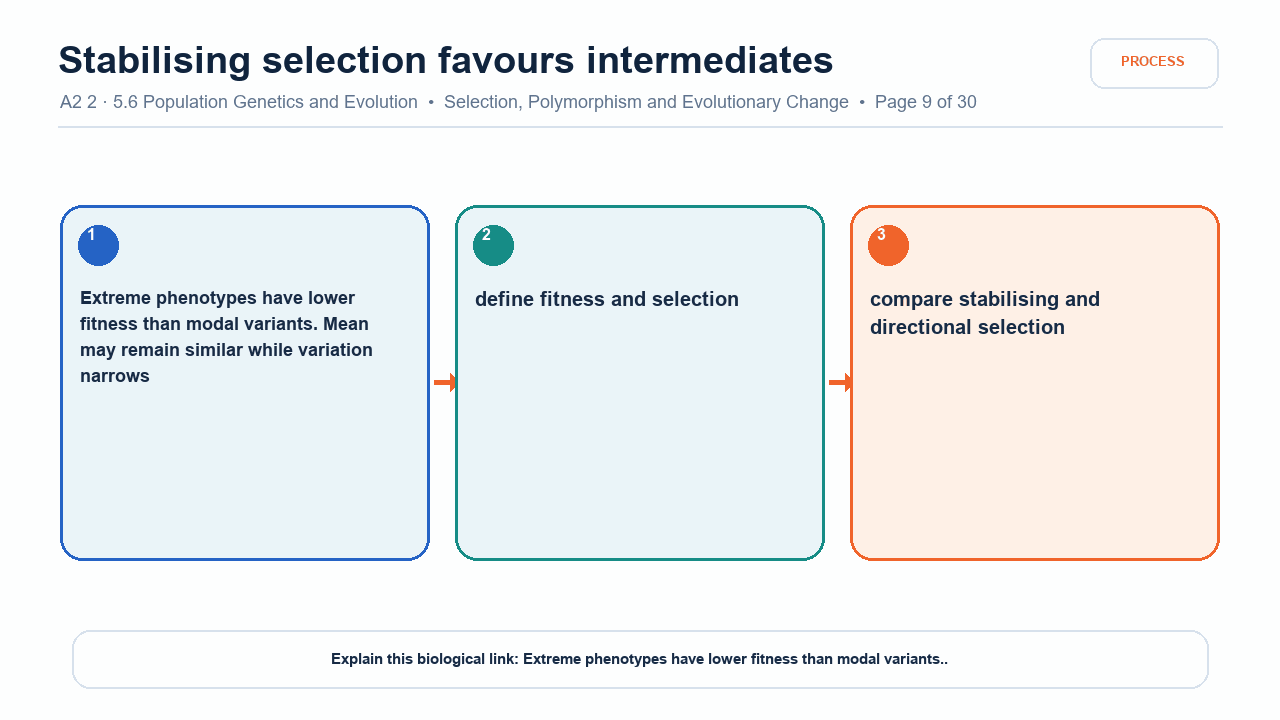 Stabilising selection favours intermediates
PROCESS
A2 2 · 5.6 Population Genetics and Evolution • Selection, Polymorphism and Evolutionary Change • Page 9 of 30
1
Extreme phenotypes have lower
fitness than modal variants. Mean
may remain similar while variation
narrows
2
define fitness and selection
3
compare stabilising and
directional selection
Explain this biological link: Extreme phenotypes have lower fitness than modal variants..